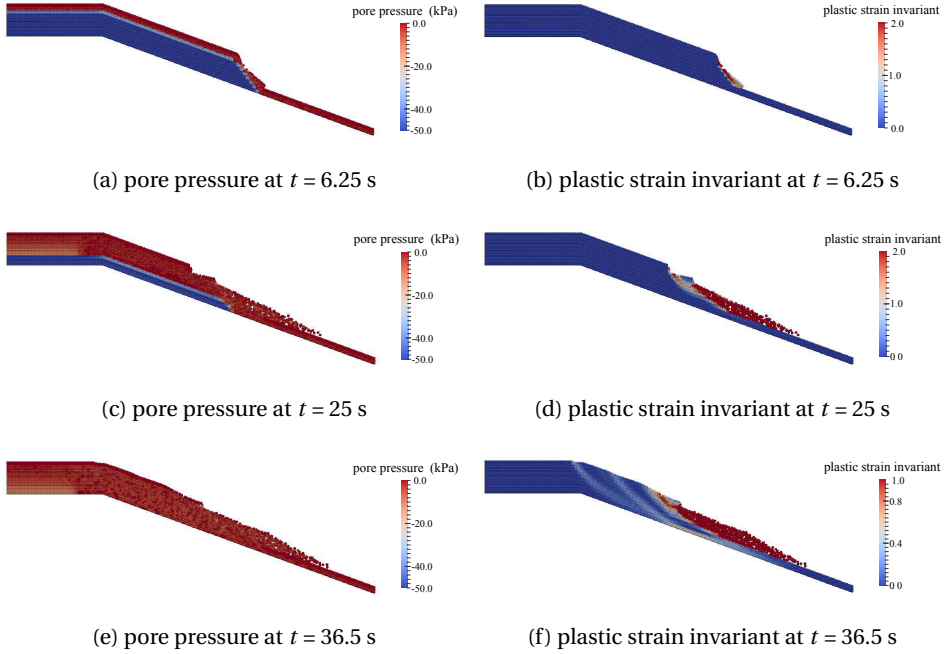 pore pressure (kPa)
0.0
-20.0
-40.0
-50.0
plastic strain invariant
2.0
1.0
0.0
(a) pore pressure at t = 6.25 s
(b) plastic strain invariant at t = 6.25 s
pore pressure (kPa)
0.0
-20.0
-40.0
-50.0
plastic strain invariant
2.0
1.0
0.0
(c) pore pressure at t = 25 s
(d) plastic strain invariant at t = 25 s
pore pressure (kPa)
0.0
-20.0
-40.0
-50.0
plastic strain invariant
1.0
0.8
0.4
0.0
(e) pore pressure at t = 36.5 s
(f) plastic strain invariant at t = 36.5 s